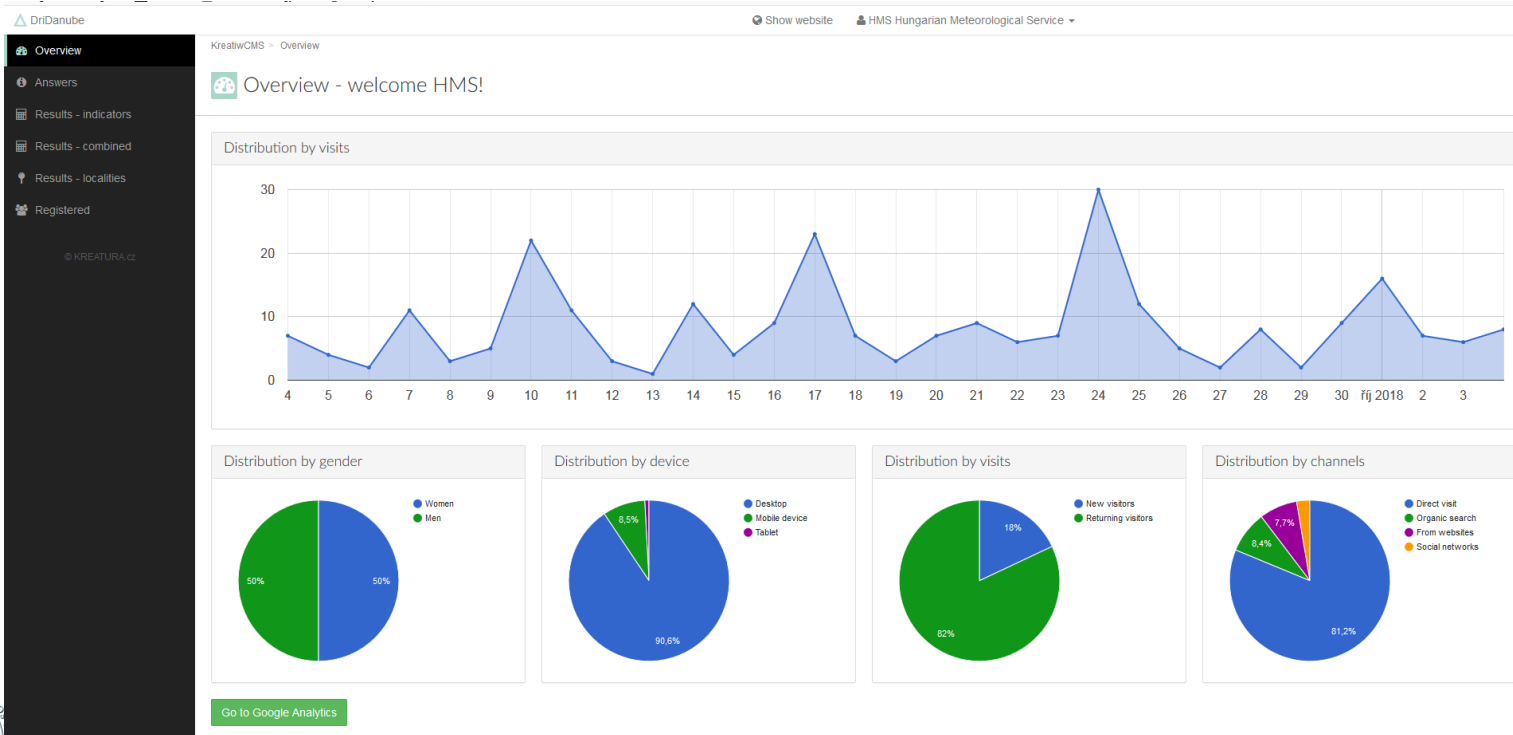 DriDanube
Show website
HMS Hungarian Meteorological Service
Overview
Answers
Results - indicators
Results - combined
Results - localities
Registered
© KREATURA.cz
KreatiwCMS > Overview
Overview - welcome HMS!
Distribution by visits
30
20
10
0
4 5 6 7 8 9 10 11 12 13 14 15 16 17 18 19 20 21 22 23 24 25 26 27 28 29 30 říj 2018 2 3
Distribution by gender
50%
50%
Women
Men
Distribution by device
8,5%
90,6%
Desktop
Mobile device
Tablet
Distribution by visits
18%
82%
New visitors
Returning visitors
Distribution by channels
7,7%
8,4%
81,2%
Direct visit
Organic search
From websites
Social networks
Go to Google Analytics